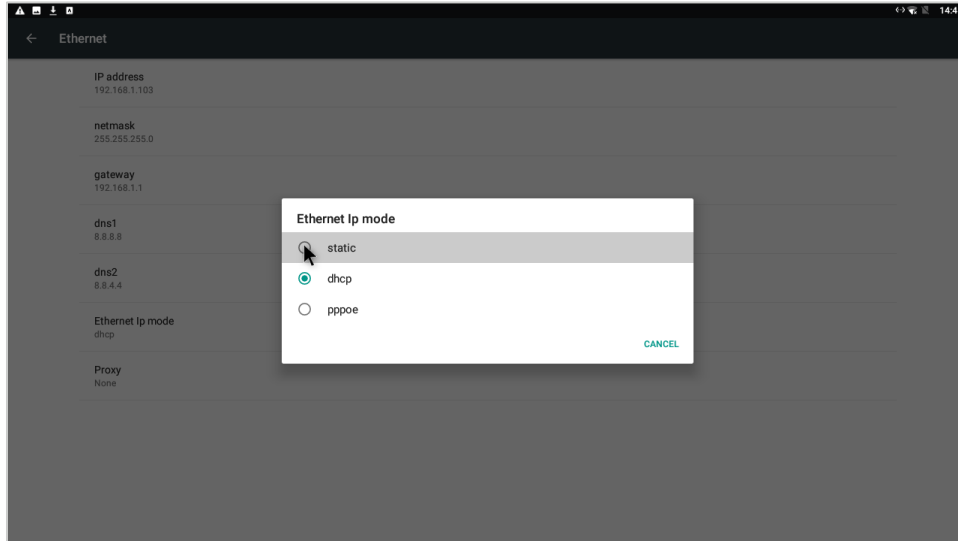 14:4
Ethernet
IP address
192.168.1.103
netmask
255.255.255.0
gateway
192.168.1.1
dns1
8.8.8.8
dns2
8.8.4.4
Ethernet Ip mode
dhcp
Proxy
None
Ethernet Ip mode
static
dhcp
pppoe
CANCEL